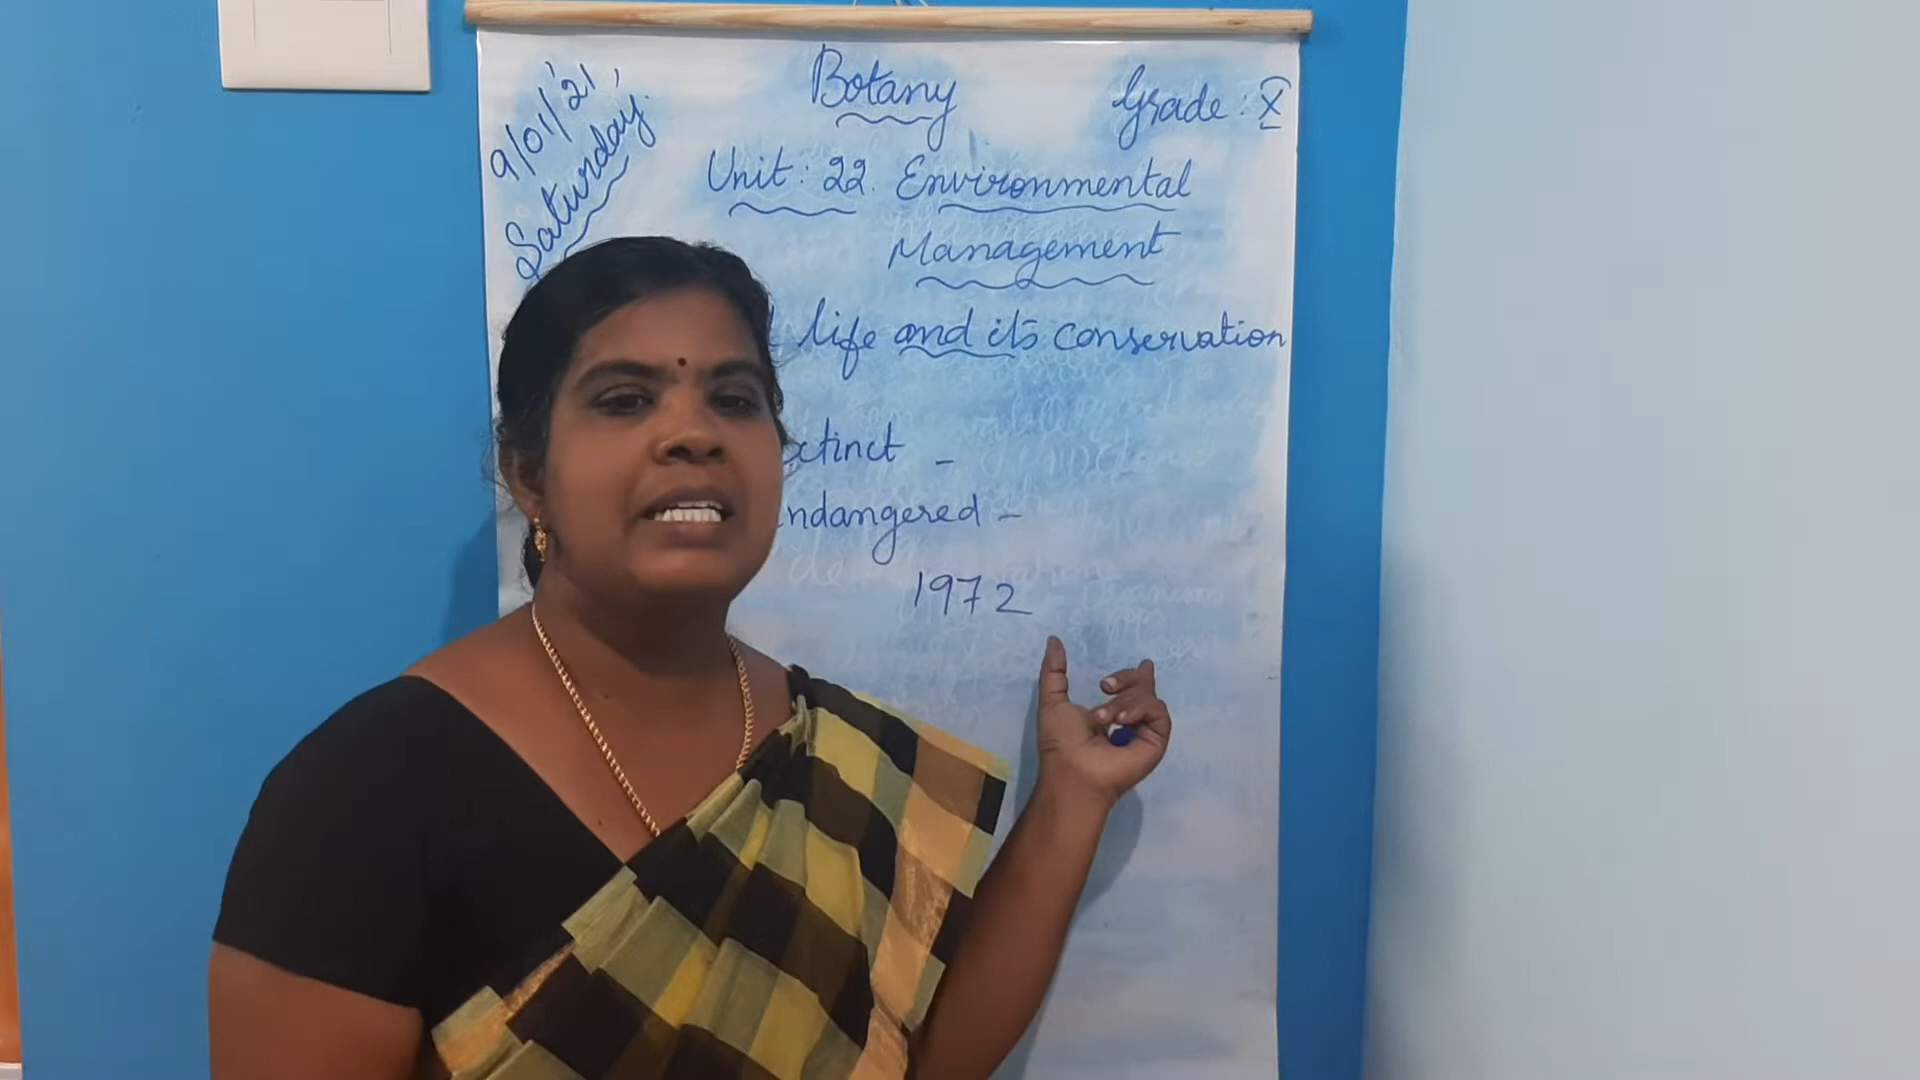 9/01/'21,
Saturday.
Botany
Grade: X
Unit: 22. Environmental
Management
life and its conservation
xtinct -
ndangered -
1972